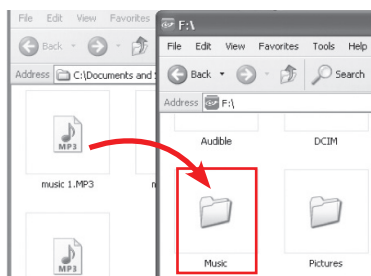 File Edit View Favorites
Back
Address C:\Documents and
MP3
music 1.MP3
MP3
F:\
File Edit View Favorites Tools Help
Back Search
Address F:\
Audible DCIM
Music Pictures